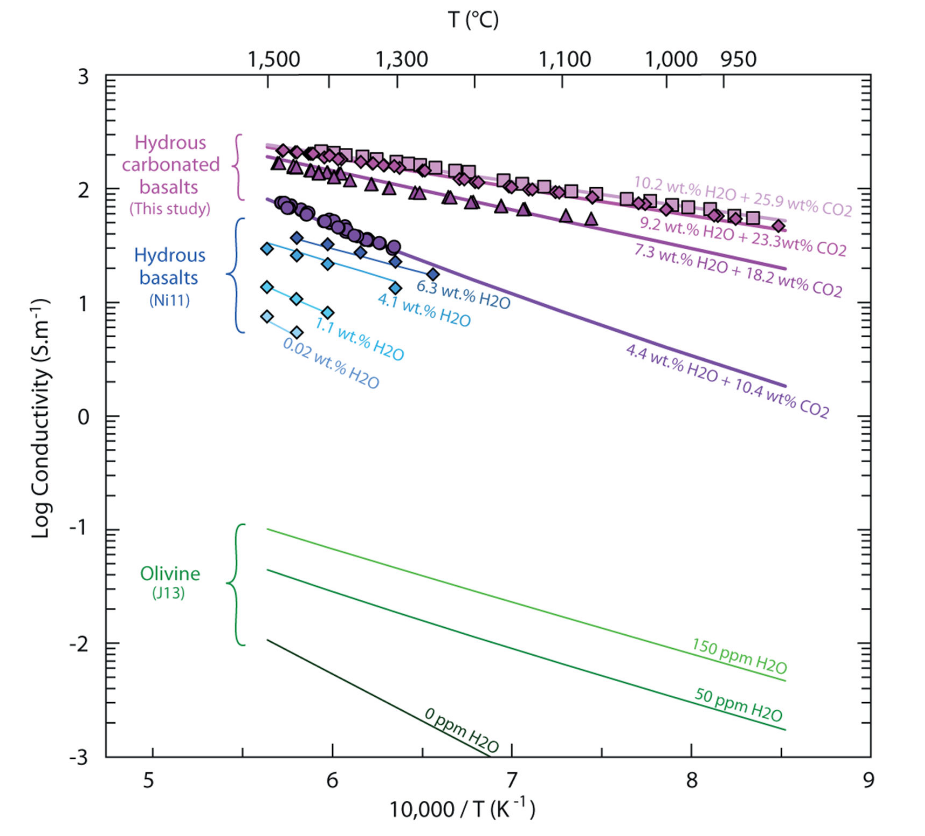 T (°C)
1,500 1,300 1,100 1,000 950
3
2
1
0
-1
-2
-3
Log Conductivity (S.m⁻¹)
Hydrous
carbonated
basalts
(This study)
Hydrous
basalts
(Ni11)
Olivine
(J13)
10.2 wt.% H2O + 25.9 wt% CO2
9.2 wt.% H2O + 23.3wt% CO2
7.3 wt.% H2O + 18.2 wt% CO2
6.3 wt.% H2O
4.1 wt.% H2O
1.1 wt.% H2O
0.02 wt.% H2O
4.4 wt.% H2O + 10.4 wt% CO2
150 ppm H2O
50 ppm H2O
0 ppm H2O
5 6 7 8 9
10,000 / T (K⁻¹)